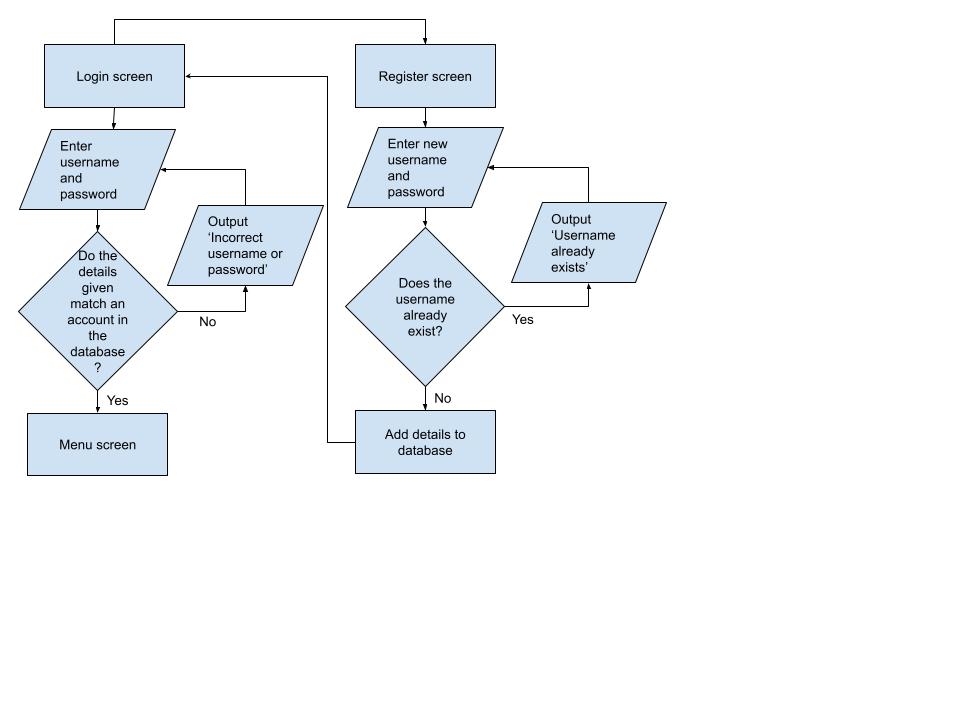 Login screen
Register screen
Enter
username
and
password
Enter new
username
and
password
Output
‘Incorrect
username or
password’
Output
‘Username
already
exists’
Do the
details
given
match an
account in
the
database
?
No
Does the
username
already
exist?
Yes
Yes
No
Menu screen
Add details to
database